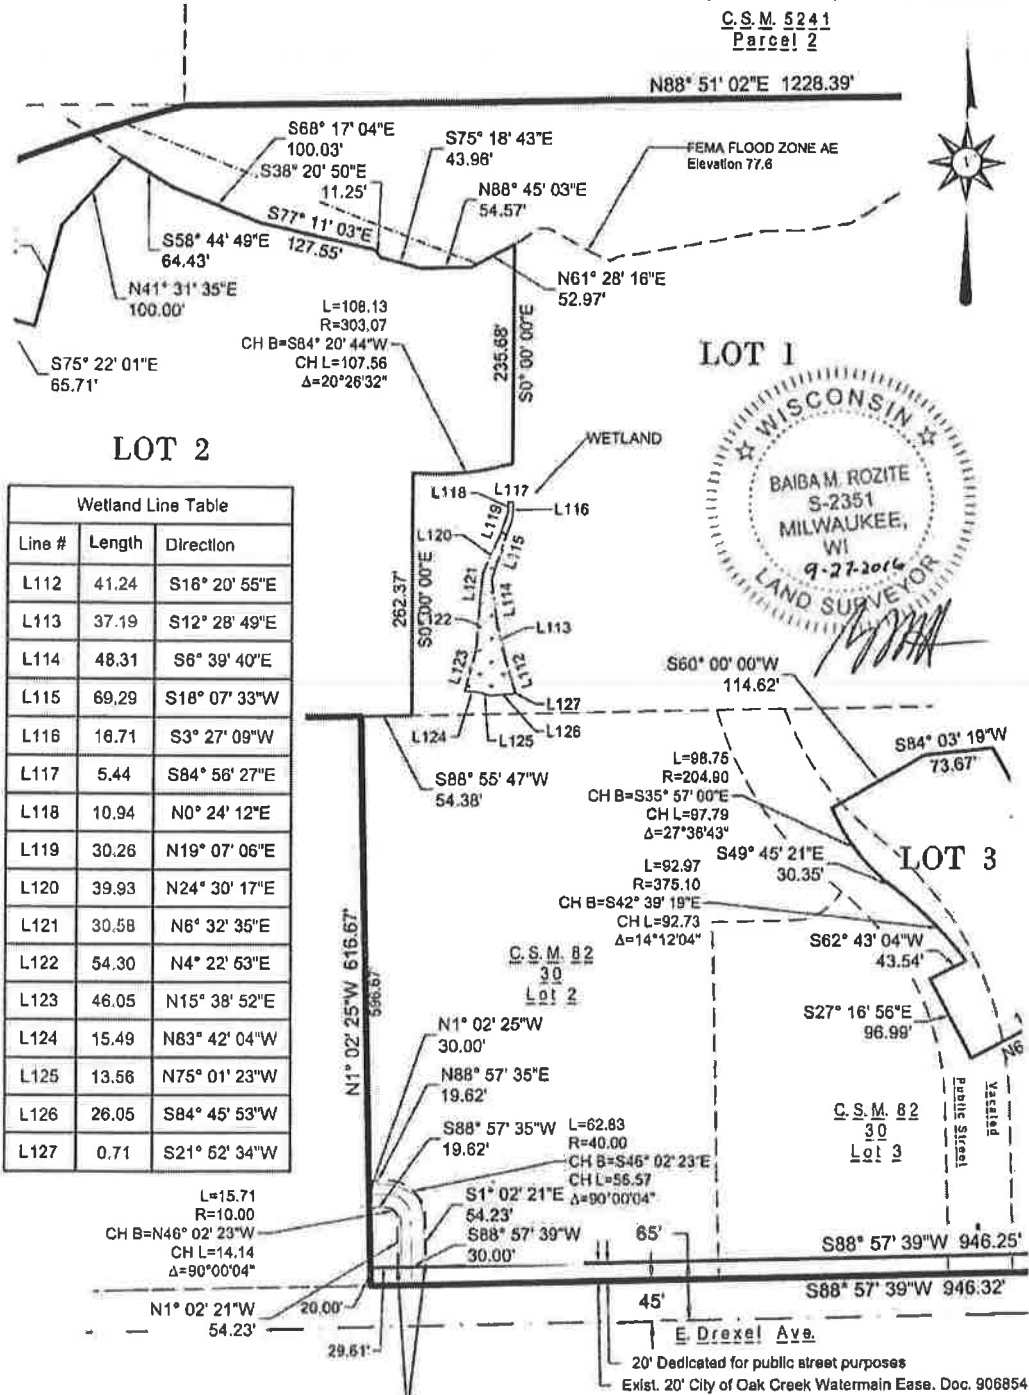 C.S.M. 5241
Parcel 2
N88° 51' 02"E 1228.39'
S68° 17' 04"E
100.03'
S75° 18' 43"E
43.96'
FEMA FLOOD ZONE AE
Elevation 77.6
S38° 20' 50"E
11.25'
N88° 45' 03"E
54.57'
S77° 11' 03"E
127.55'
S58° 44' 49"E
64.43'
N61° 28' 16"E
52.97'
N41° 31' 35"E
100.00'
L=108.13
R=303.07
CH B=S84° 20' 44"W
CH L=107.56
Δ=20°26'32"
235.68'
S0° 00' 00"E
S75° 22' 01"E
65.71'
LOT 1
WISCONSIN
BAIBA M. ROZITE
S-2351
MILWAUKEE,
WI
9-27-2016
LAND SURVEYOR
LOT 2
WETLAND
L118
L117
L116
L119
L120
L115
L121
L114
262.37'
S0° 00' 00"E
L122
L113
L123
L112
L127
L124
L125
L126
Wetland Line Table
Line # Length Direction
L112 41.24 S16° 20' 55"E
L113 37.19 S12° 28' 49"E
L114 48.31 S6° 39' 40"E
L115 69.29 S18° 07' 33"W
L116 16.71 S3° 27' 09"W
L117 5.44 S84° 56' 27"E
L118 10.94 N0° 24' 12"E
L119 30.26 N19° 07' 06"E
L120 39.93 N24° 30' 17"E
L121 30.58 N6° 32' 35"E
L122 54.30 N4° 22' 53"E
L123 46.05 N15° 38' 52"E
L124 15.49 N83° 42' 04"W
L125 13.56 N75° 01' 23"W
L126 26.05 S84° 45' 53"W
L127 0.71 S21° 52' 34"W
S60° 00' 00"W
114.62'
S84° 03' 19"W
73.67'
S88° 55' 47"W
54.38'
L=98.75
R=204.90
CH B=S35° 57' 00"E
CH L=97.79
Δ=27°36'43"
S49° 45' 21"E
30.35'
LOT 3
L=92.97
R=375.10
CH B=S42° 39' 19"E
CH L=92.73
Δ=14°12'04"
S62° 43' 04"W
43.54'
C.S.M. 82
30
Lot 2
S27° 16' 56"E
96.99'
N6
N1° 02' 25"W 616.67'
596.67'
N1° 02' 25"W
30.00'
N88° 57' 35"E
19.62'
S88° 57' 35"W
19.62'
L=62.83
R=40.00
CH B=S46° 02' 23"E
CH L=56.57
Δ=90°00'04"
C.S.M. 82
30
Lot 3
Public Street
Vacated
S1° 02' 21"E
54.23'
L=15.71
R=10.00
CH B=N46° 02' 23"W
CH L=14.14
Δ=90°00'04"
S88° 57' 39"W
30.00'
65'
S88° 57' 39"W 946.25'
S88° 57' 39"W 946.32'
N1° 02' 21"W
54.23'
20.00'
45'
29.61'
E. Drexel Ave.
20' Dedicated for public street purposes
Exist. 20' City of Oak Creek Watermain Ease. Doc. 906854